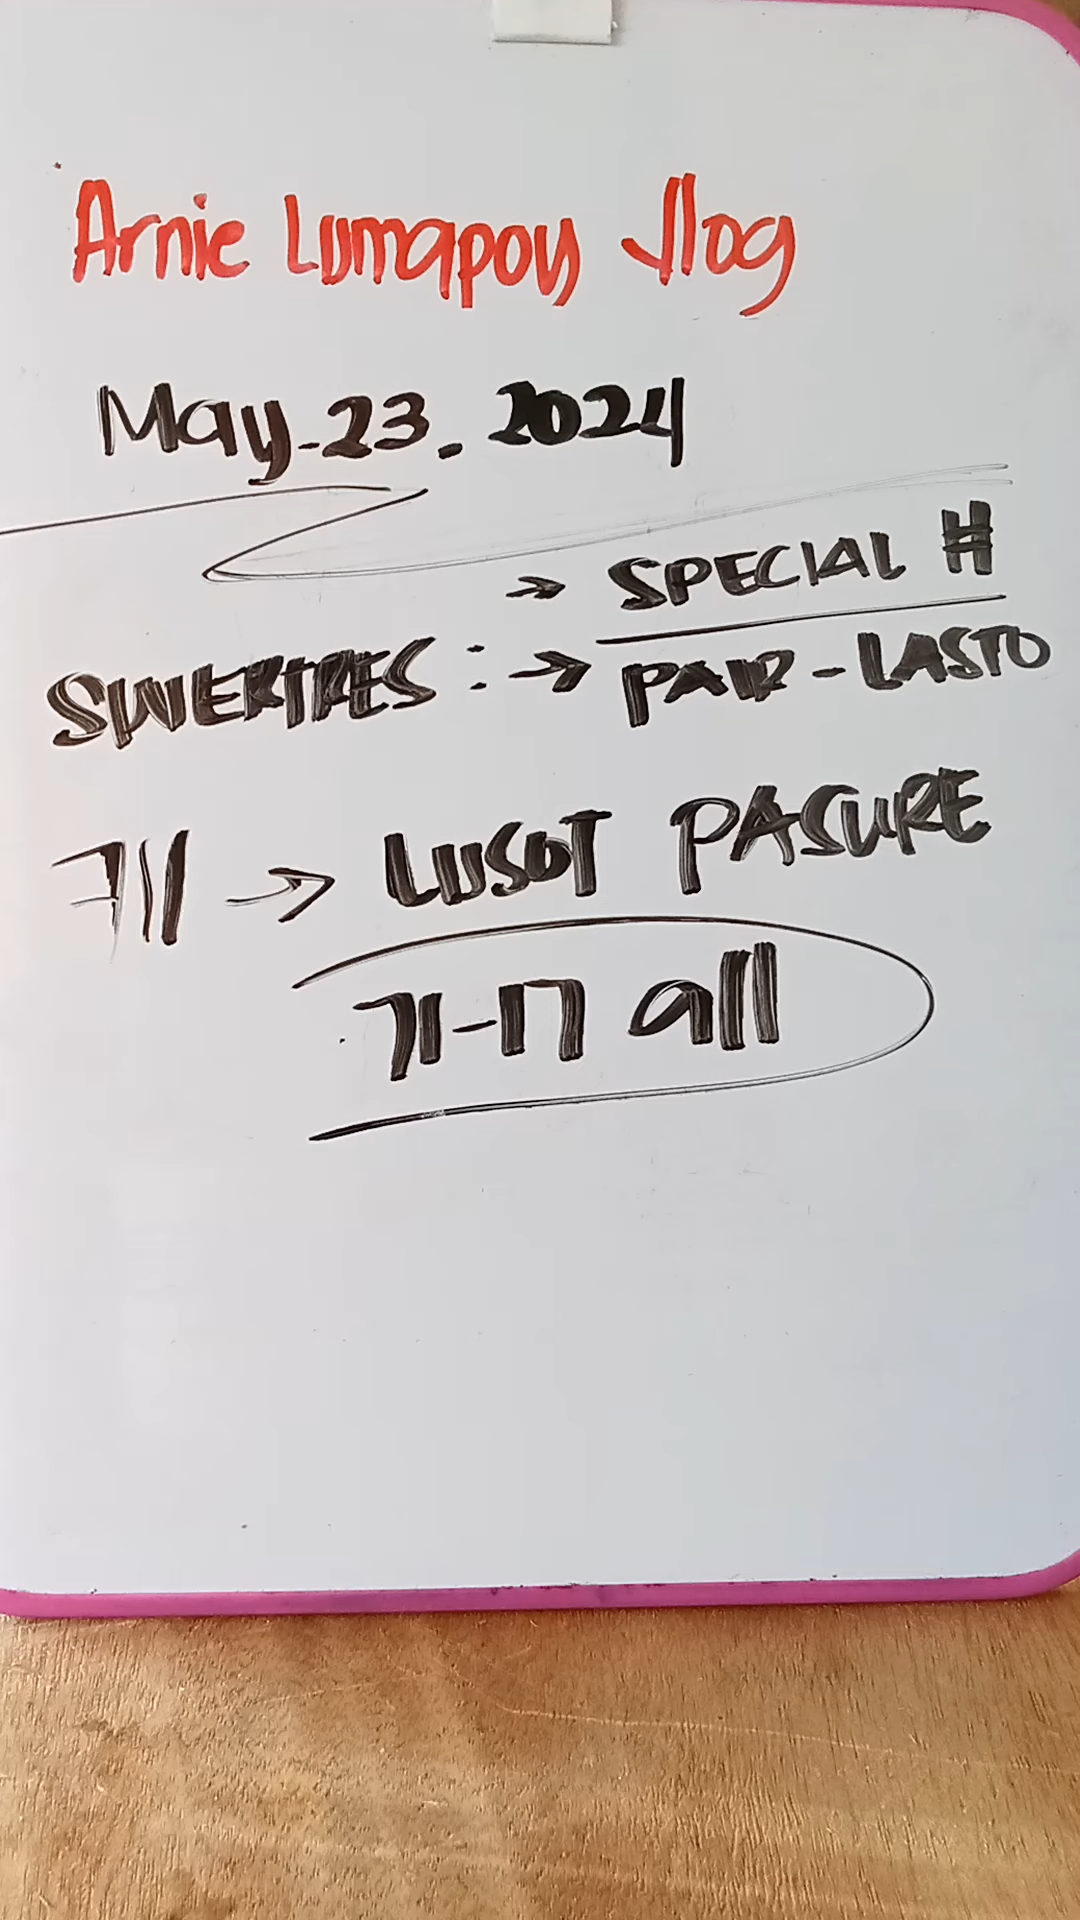 Arnie Lumapoy Vlog
May-23. 2024
→ SPECIAL #
SWERTRES : → PAIR - LASTO
711 → LUSOT PASURE
71-17 all